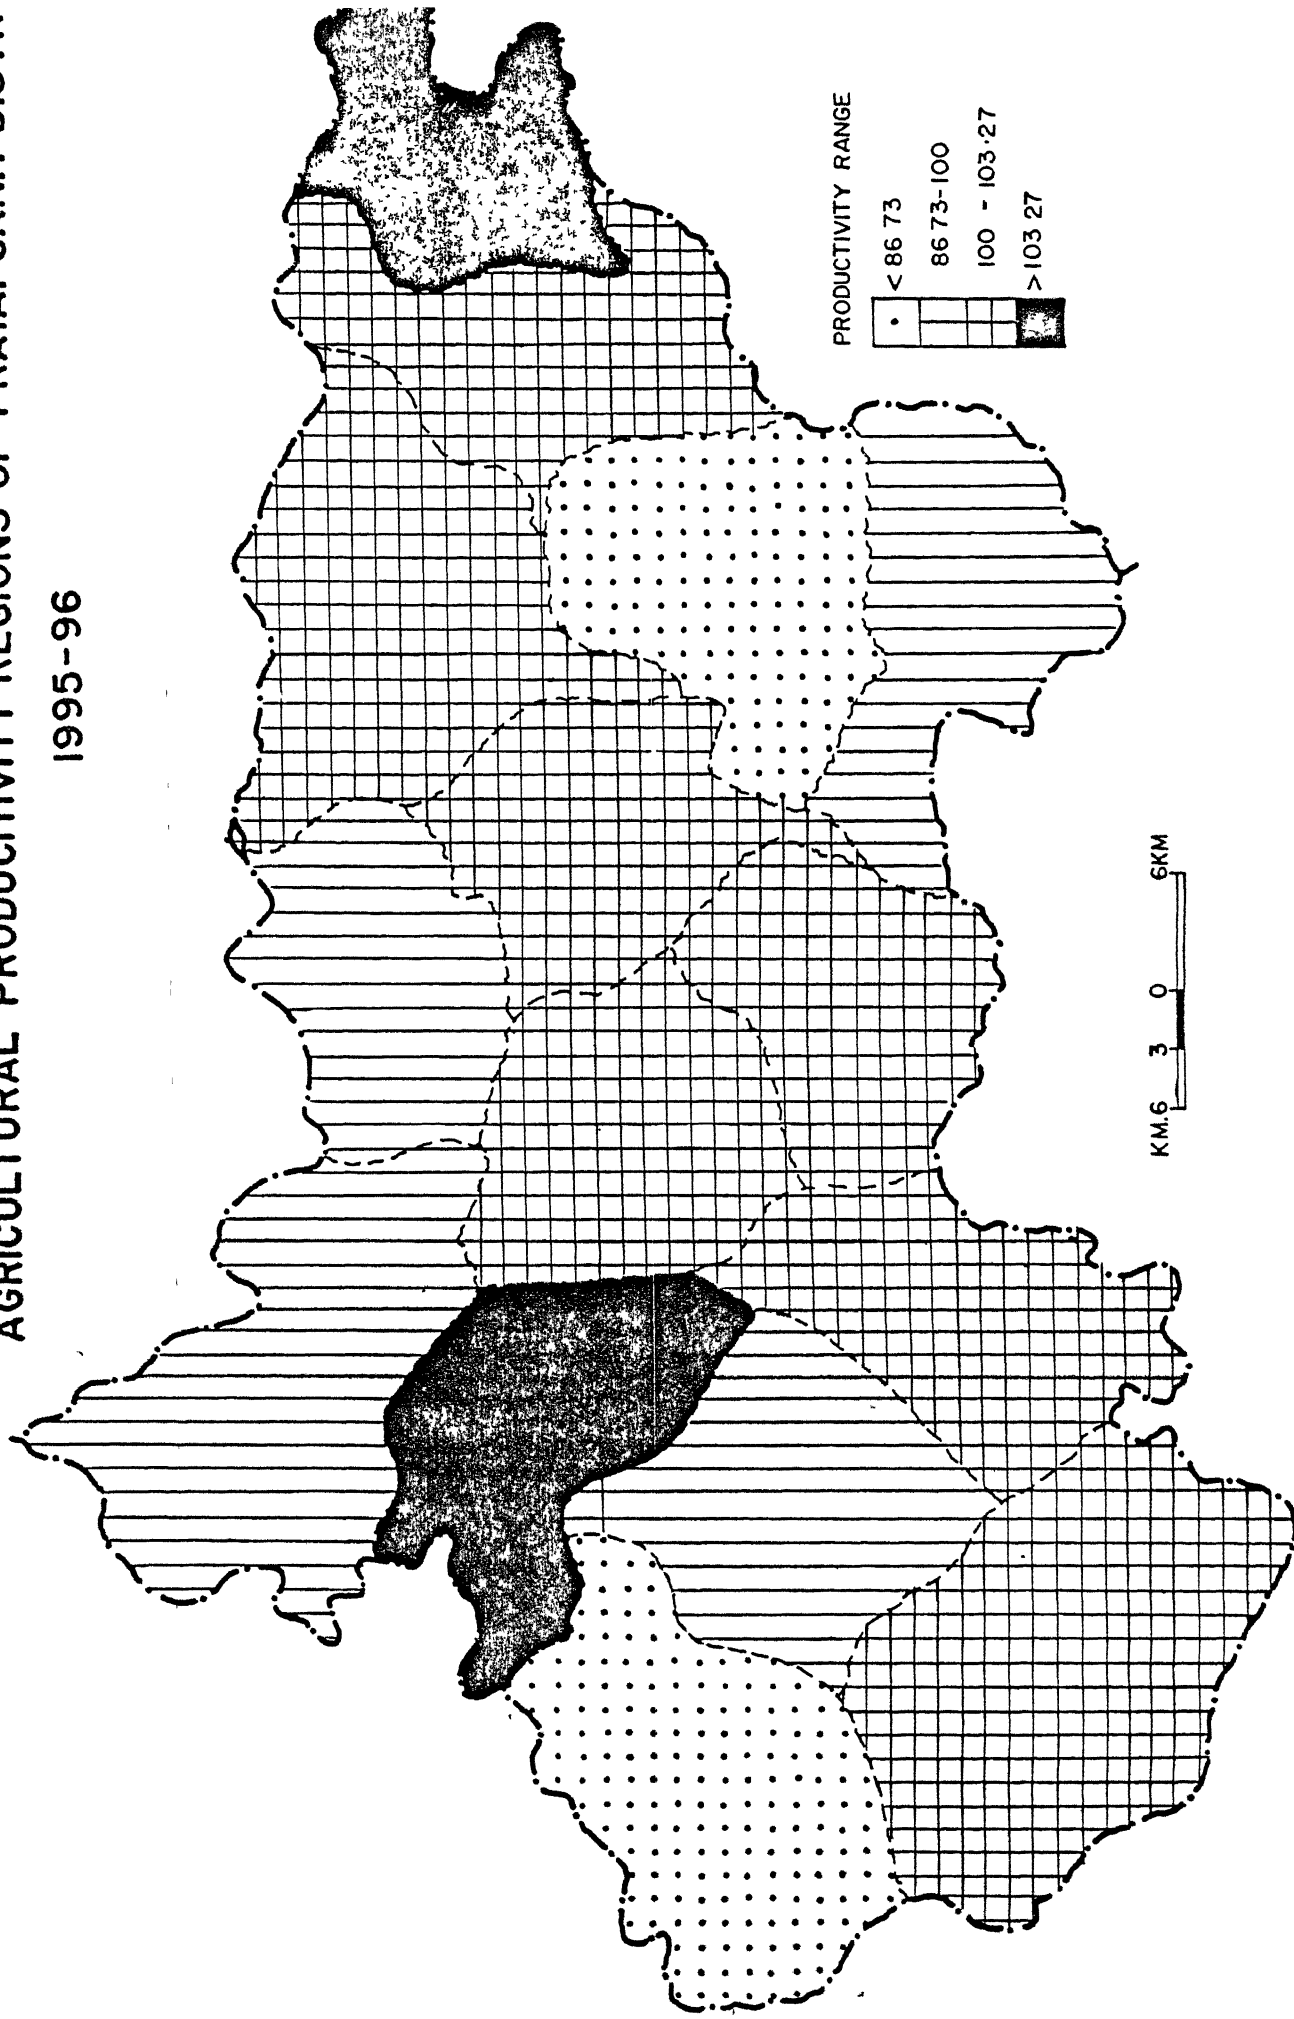 AGRICULTURAL PRODUCTIVITY REGIONS OF
1995-96
PRODUCTIVITY RANGE
< 86 73
86 73-100
100 - 103.27
>103 27
KM.6 3 0 6KM